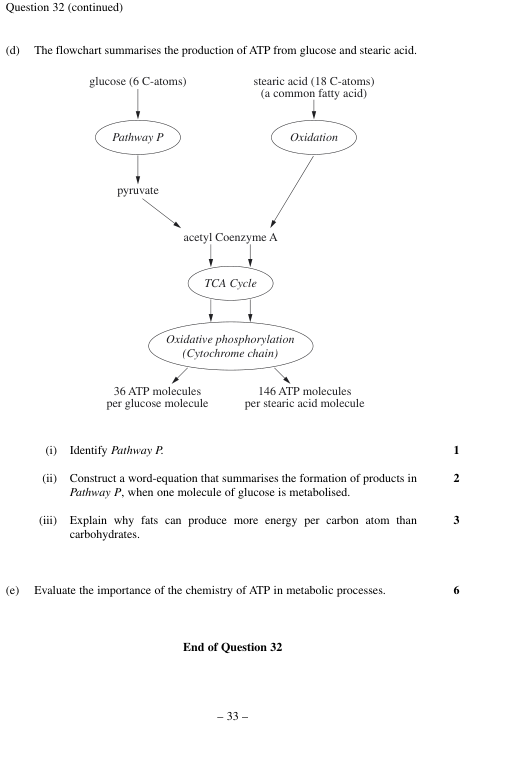 Question 32 (continued)
(d) The flowchart summarises the production of ATP from glucose and stearic acid.
glucose (6 C-atoms)
stearic acid (18 C-atoms)
(a common fatty acid)
Pathway P
Oxidation
pyruvate
acetyl Coenzyme A
TCA Cycle
Oxidative phosphorylation
(Cytochrome chain)
36 ATP molecules
per glucose molecule
146 ATP molecules
per stearic acid molecule
(i) Identify Pathway P. 1
(ii) Construct a word-equation that summarises the formation of products in 2
Pathway P, when one molecule of glucose is metabolised.
(iii) Explain why fats can produce more energy per carbon atom than 3
carbohydrates.
(e) Evaluate the importance of the chemistry of ATP in metabolic processes. 6
End of Question 32
– 33 –